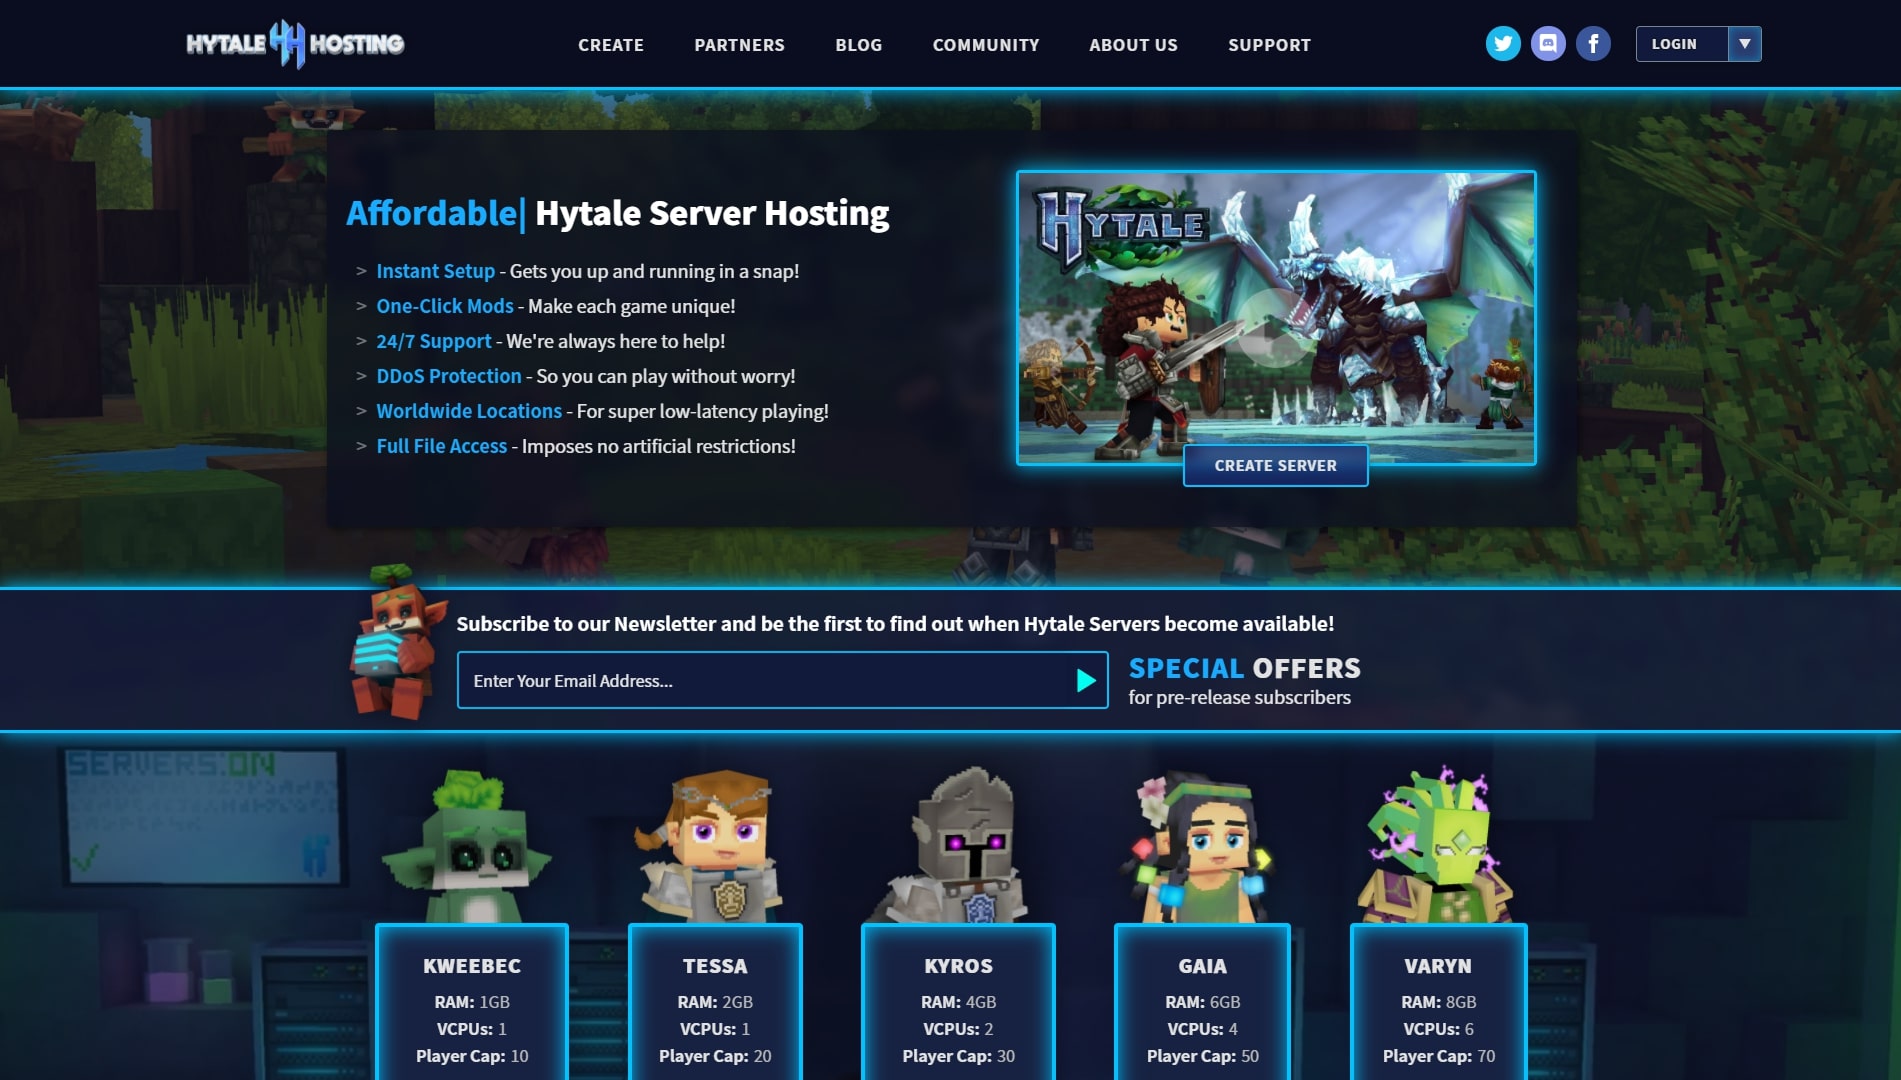 HYTALE HOSTING
CREATE
PARTNERS
BLOG
COMMUNITY
ABOUT US
SUPPORT
LOGIN
HYTALE
Affordable| Hytale Server Hosting
> Instant Setup - Gets you up and running in a snap!
> One-Click Mods - Make each game unique!
> 24/7 Support - We're always here to help!
> DDoS Protection - So you can play without worry!
> Worldwide Locations - For super low-latency playing!
> Full File Access - Imposes no artificial restrictions!
CREATE SERVER
Subscribe to our Newsletter and be the first to find out when Hytale Servers become available!
Enter Your Email Address...
SPECIAL OFFERS
for pre-release subscribers
SERVERS:ON
KWEEBEC
RAM: 1GB
VCPUs: 1
Player Cap: 10
TESSA
RAM: 2GB
VCPUs: 1
Player Cap: 20
KYROS
RAM: 4GB
VCPUs: 2
Player Cap: 30
GAIA
RAM: 6GB
VCPUs: 4
Player Cap: 50
VARYN
RAM: 8GB
VCPUs: 6
Player Cap: 70